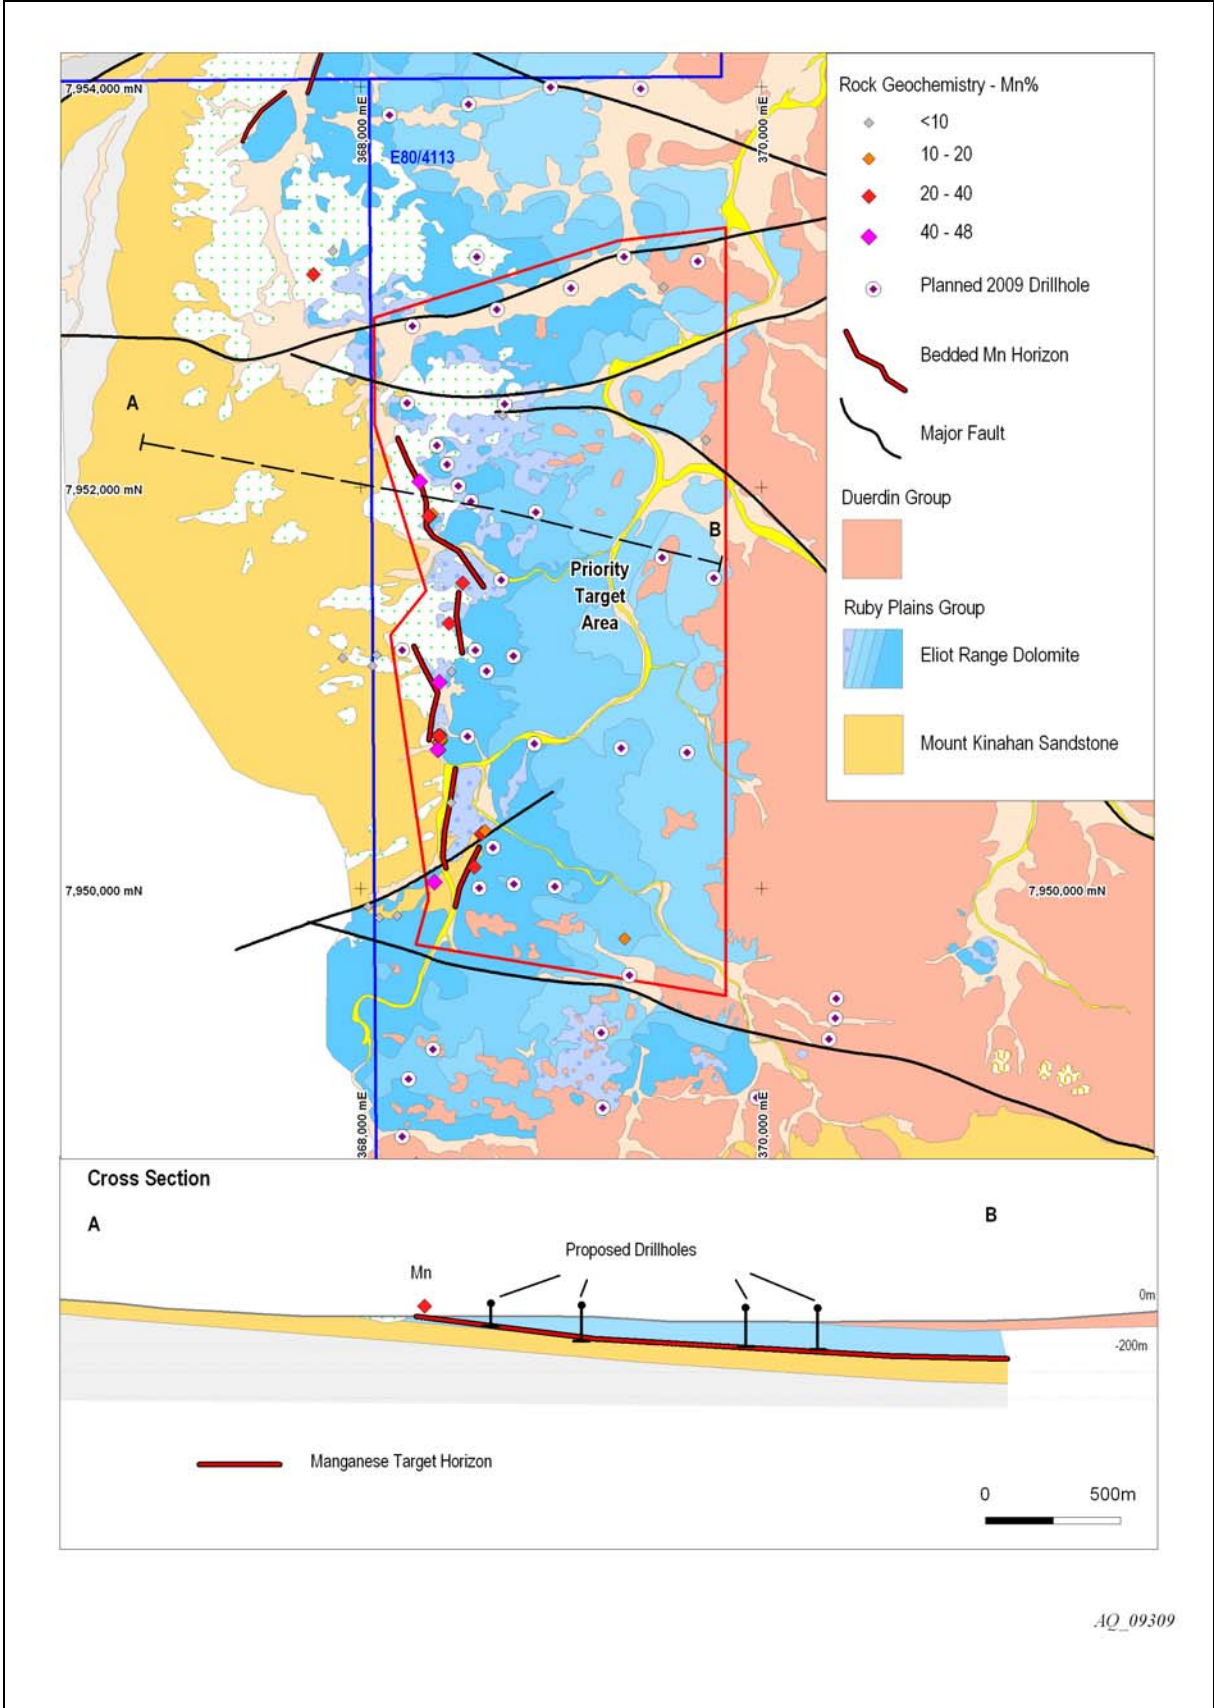 7,954,000 mN
368,000 mE
E80/4113
370,000 mE
A
7,952,000 mN
B
Priority
Target
Area
7,950,000 mN
7,950,000 mN
368,000 mE
370,000 mE
Rock Geochemistry - Mn%
<10
10 - 20
20 - 40
40 - 48
Planned 2009 Drillhole
Bedded Mn Horizon
Major Fault
Duerdin Group
Ruby Plains Group
Eliot Range Dolomite
Mount Kinahan Sandstone
Cross Section
A
B
Proposed Drillholes
Mn
0m
-200m
Manganese Target Horizon
0 500m
AQ_09309